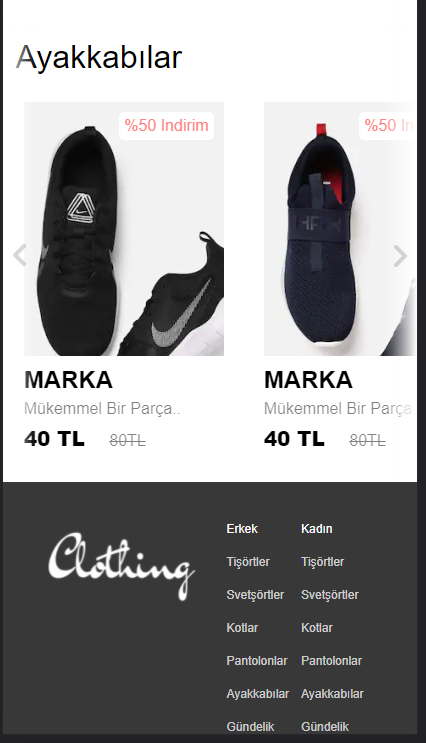 Ayakkabılar
%50 Indirim
%50 In
HRX
MARKA
Mükemmel Bir Parça..
40 TL 80TL
MARKA
Mükemmel Bir Parça
40 TL 80TL
Clothing
Erkek
Tişörtler
Svetşörtler
Kotlar
Pantolonlar
Ayakkabılar
Gündelik
Kadın
Tişörtler
Svetşörtler
Kotlar
Pantolonlar
Ayakkabılar
Gündelik